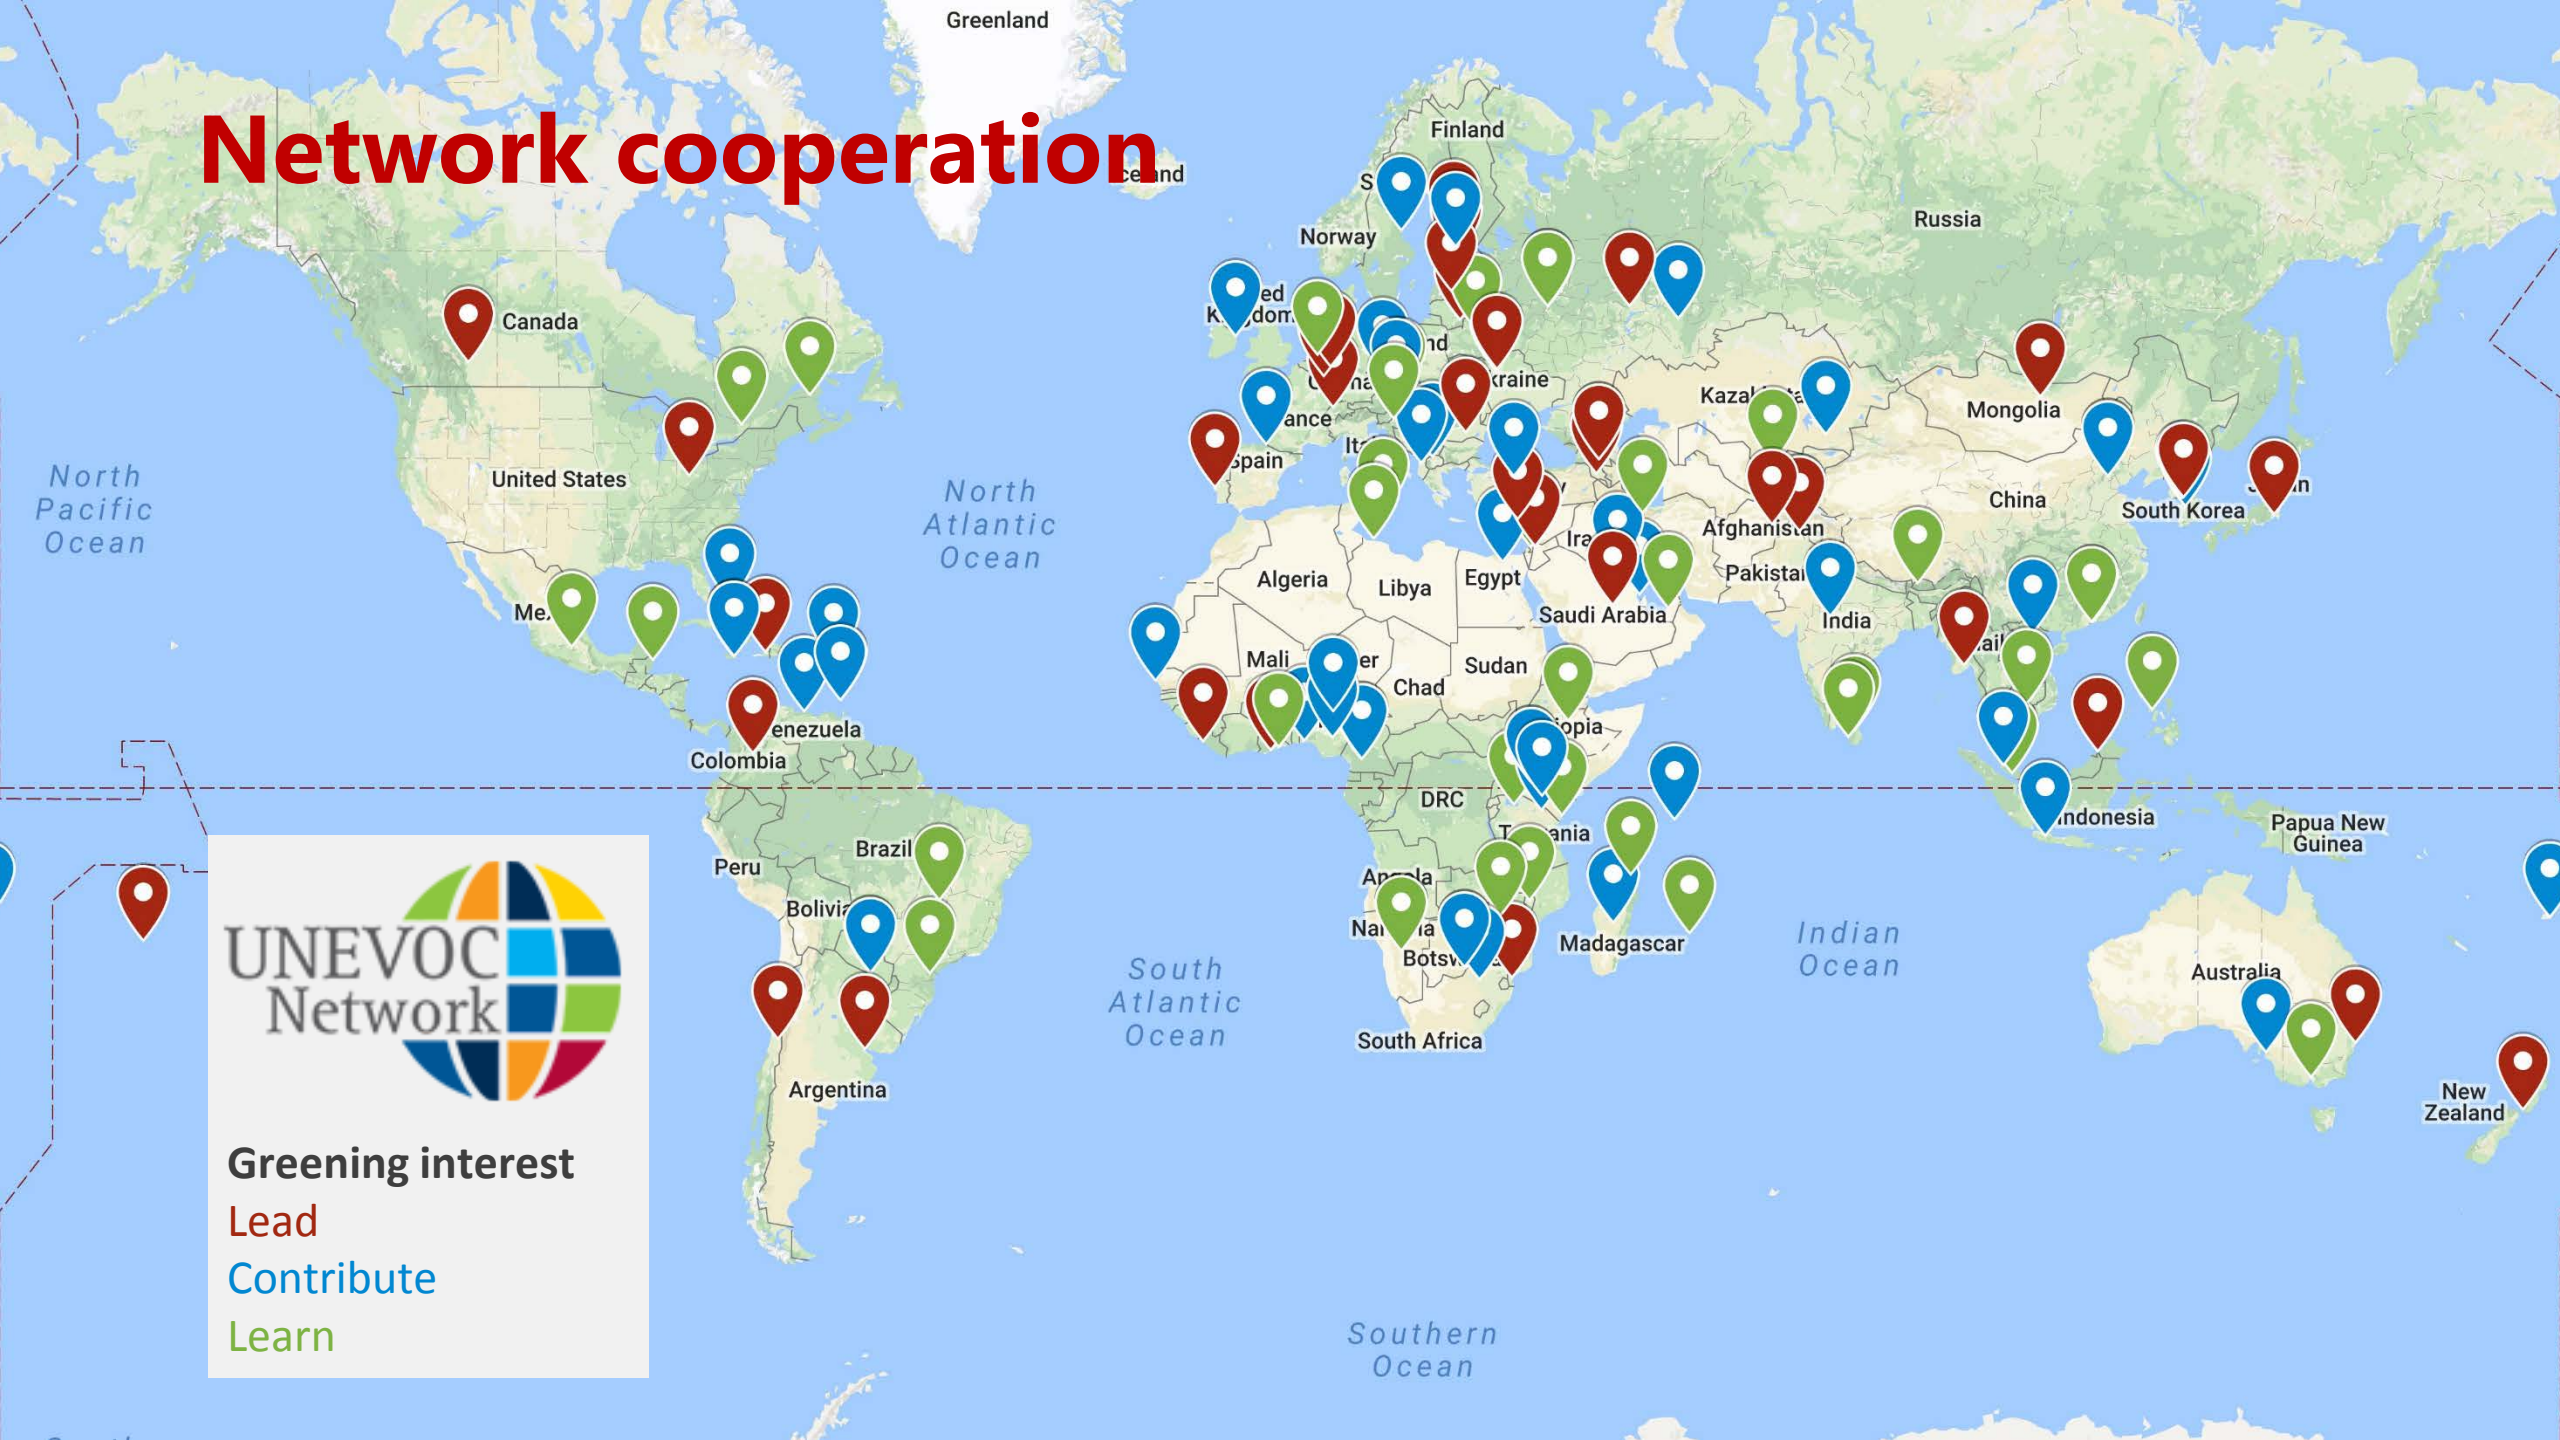 Greenland
Network cooperation
Finland
Russia
Norway
Canada
Mongolia
United States
Spain
China
South Korea
Afghanistan
North
Pacific
Ocean
North
Atlantic
Ocean
Algeria
Libya
Egypt
Saudi Arabia
India
Mali
Sudan
Chad
Colombia
DRC
Indonesia
Papua New
Guinea
Brazil
Peru
Madagascar
Indian
Ocean
Australia
South
Atlantic
Ocean
South Africa
Argentina
New
Zealand
UNEVOC
Network
Greening interest
Lead
Contribute
Learn
Southern
Ocean